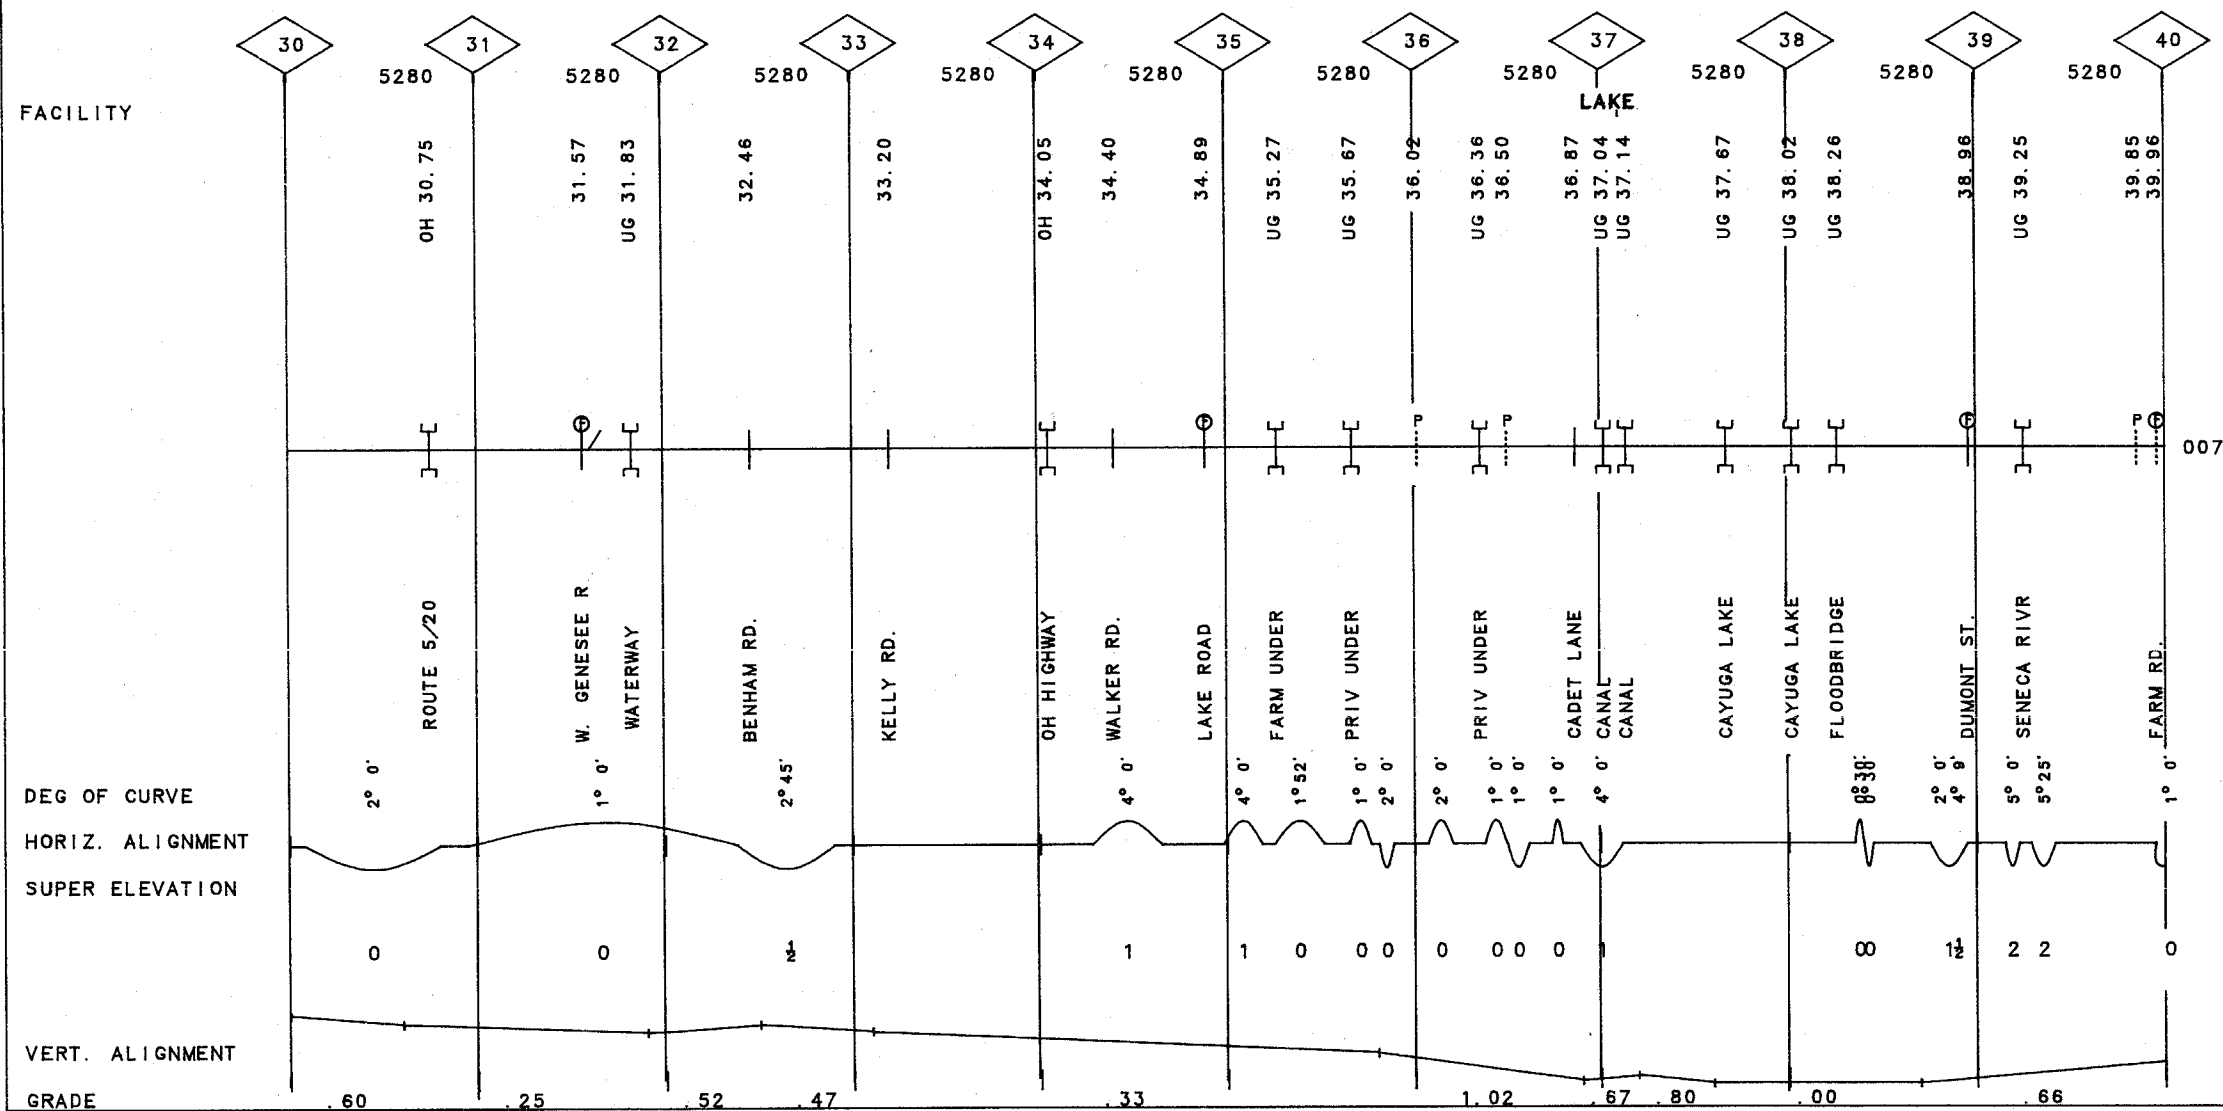 30 31 32 33 34 35 36 37 38 39 40
5280 5280 5280 5280 5280 5280 5280 5280 5280 5280
LAKE
FACILITY
OH 30.75
31.57
UG 31.83
32.46
33.20
OH 34.05
34.40
34.89
UG 35.27
UG 35.67
36.02
UG 36.36
36.50
36.87
UG 37.04
UG 37.14
UG 37.67
UG 38.02
UG 38.26
38.96
UG 39.25
39.85
39.96
F F P P F P F
007
ROUTE 5/20
W. GENESEE R
WATERWAY
BENHAM RD.
KELLY RD.
OH HIGHWAY
WALKER RD.
LAKE ROAD
FARM UNDER
PRIV UNDER
PRIV UNDER
CADET LANE
CANAL
CANAL
CAYUGA LAKE
CAYUGA LAKE
FLOODBRIDGE
DUMONT ST.
SENECA RIVR
FARM RD.
DEG OF CURVE
2° 0'
1° 0'
2°45'
4° 0'
4° 0'
1°52'
1° 0'
2° 0'
2° 0'
1° 0'
1° 0'
1° 0'
4° 0'
2° 0'
4° 9'
5° 0'
5°25'
1° 0'
HORIZ. ALIGNMENT
SUPER ELEVATION
0 0 ½ 1 1 0 0 0 0 0 0 0 1 0 0 1½ 2 2 0
VERT. ALIGNMENT
GRADE .60 .25 .52 .47 .33 1.02 .67 .80 .00 .66